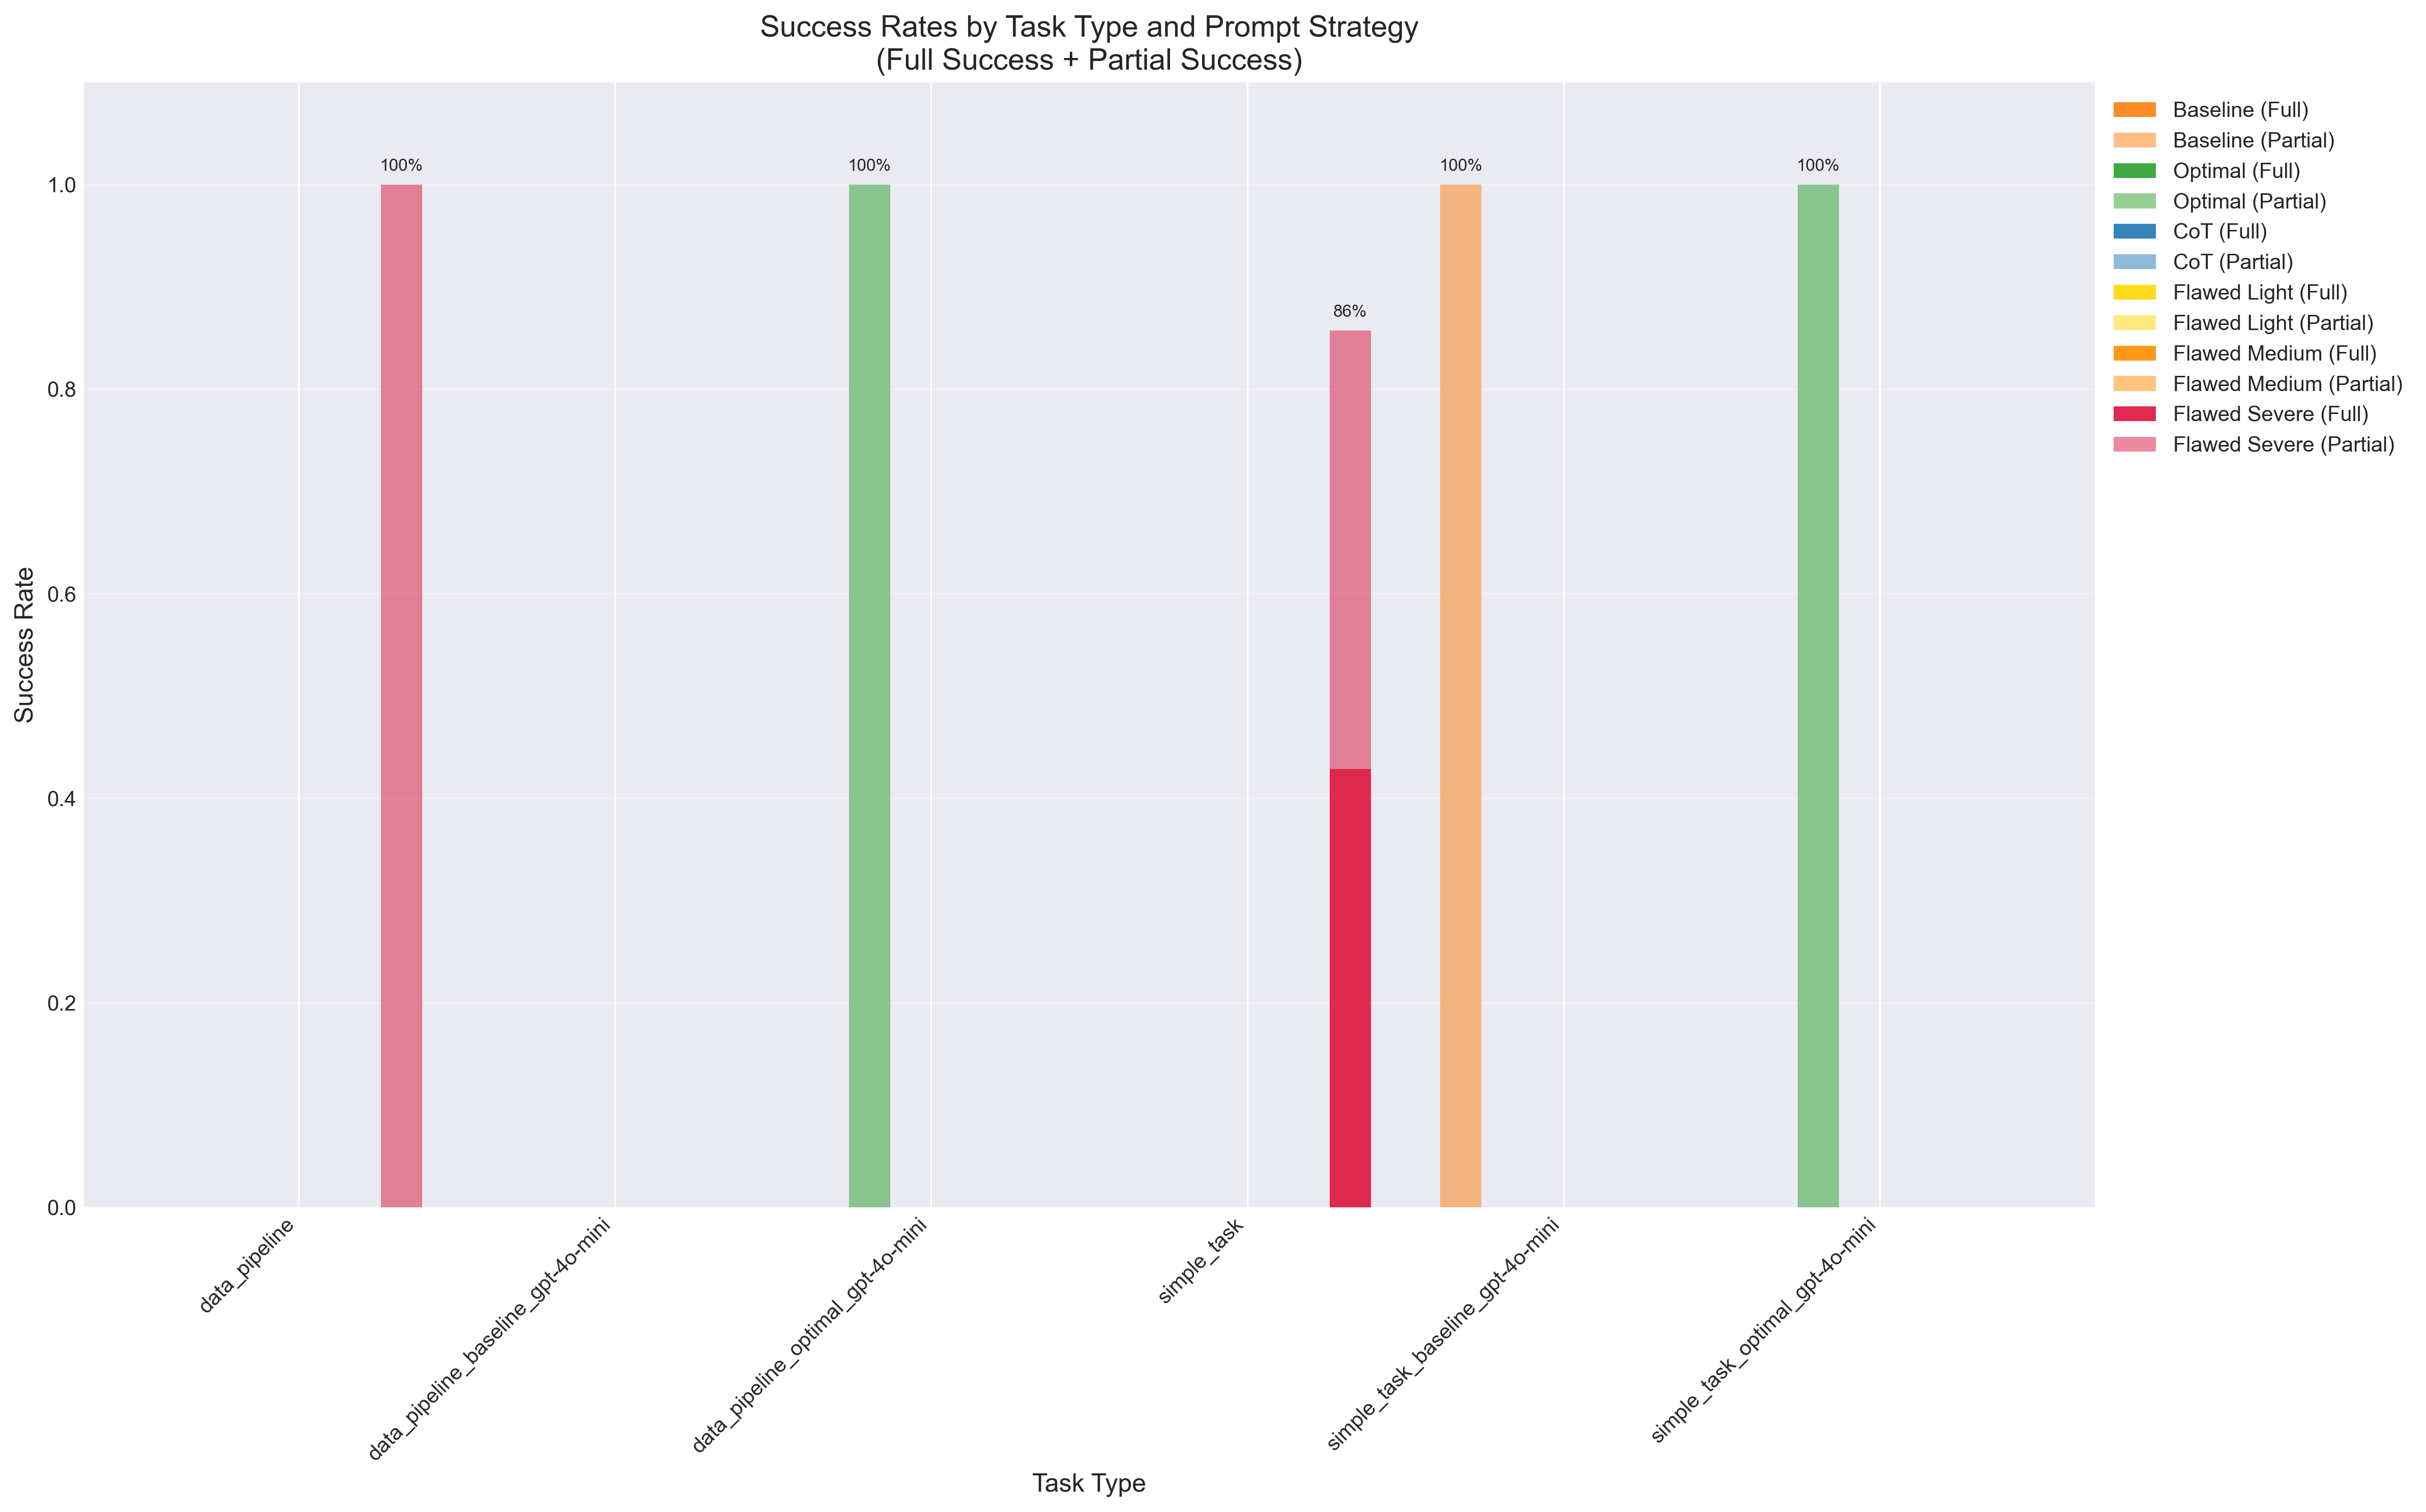 Success Rates by Task Type and Prompt Strategy
(Full Success + Partial Success)
Success Rate
1.0
0.8
0.6
0.4
0.2
0.0
100%
100%
86%
100%
100%
data_pipeline
data_pipeline_baseline_gpt-4o-mini
data_pipeline_optimal_gpt-4o-mini
simple_task
simple_task_baseline_gpt-4o-mini
simple_task_optimal_gpt-4o-mini
Task Type
Baseline (Full)
Baseline (Partial)
Optimal (Full)
Optimal (Partial)
CoT (Full)
CoT (Partial)
Flawed Light (Full)
Flawed Light (Partial)
Flawed Medium (Full)
Flawed Medium (Partial)
Flawed Severe (Full)
Flawed Severe (Partial)